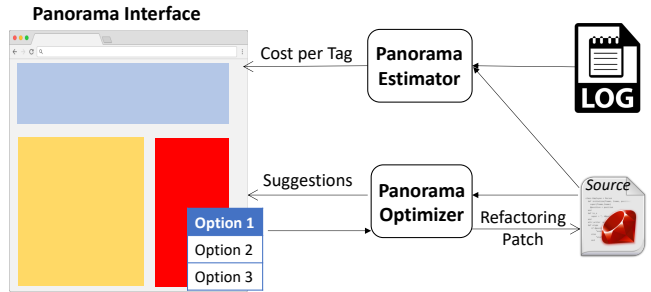 Panorama Interface
Cost per Tag
Panorama
Estimator
LOG
Suggestions
Panorama
Optimizer
Source
Refactoring
Patch
Option 1
Option 2
Option 3